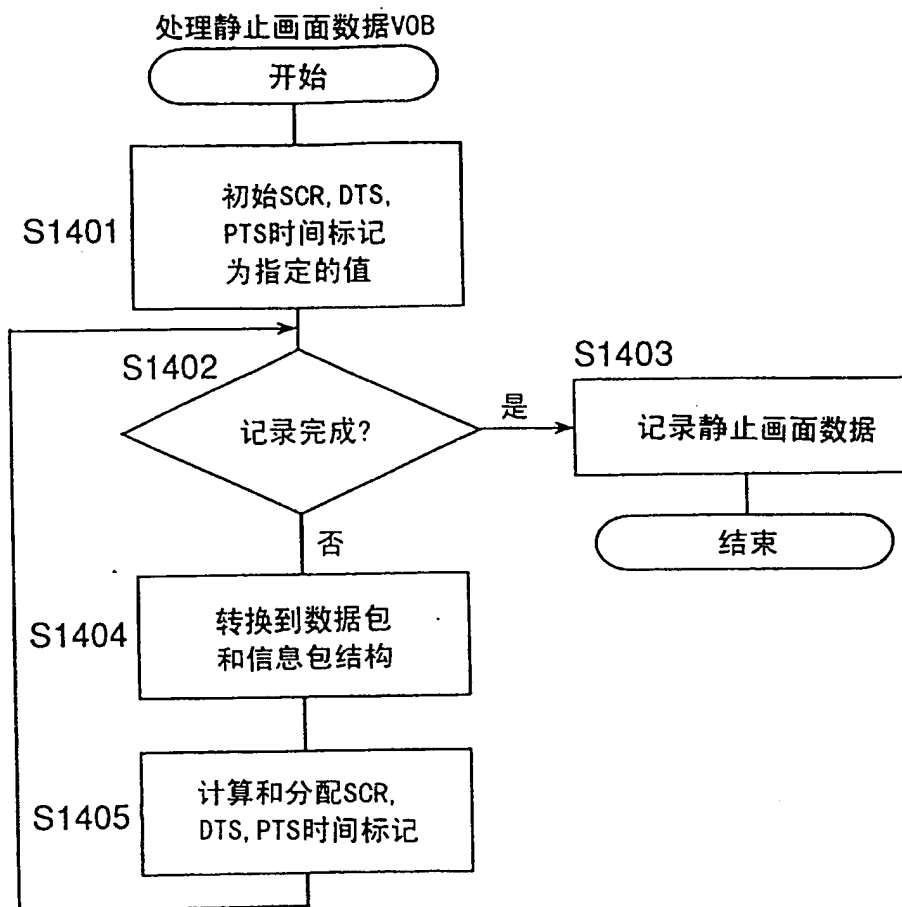 处理静止画面数据VOB
开始
S1401
初始SCR, DTS,
PTS时间标记
为指定的值
S1402
记录完成?
是
S1403
记录静止画面数据
结束
否
S1404
转换到数据包
和信息包结构
S1405
计算和分配SCR,
DTS, PTS时间标记